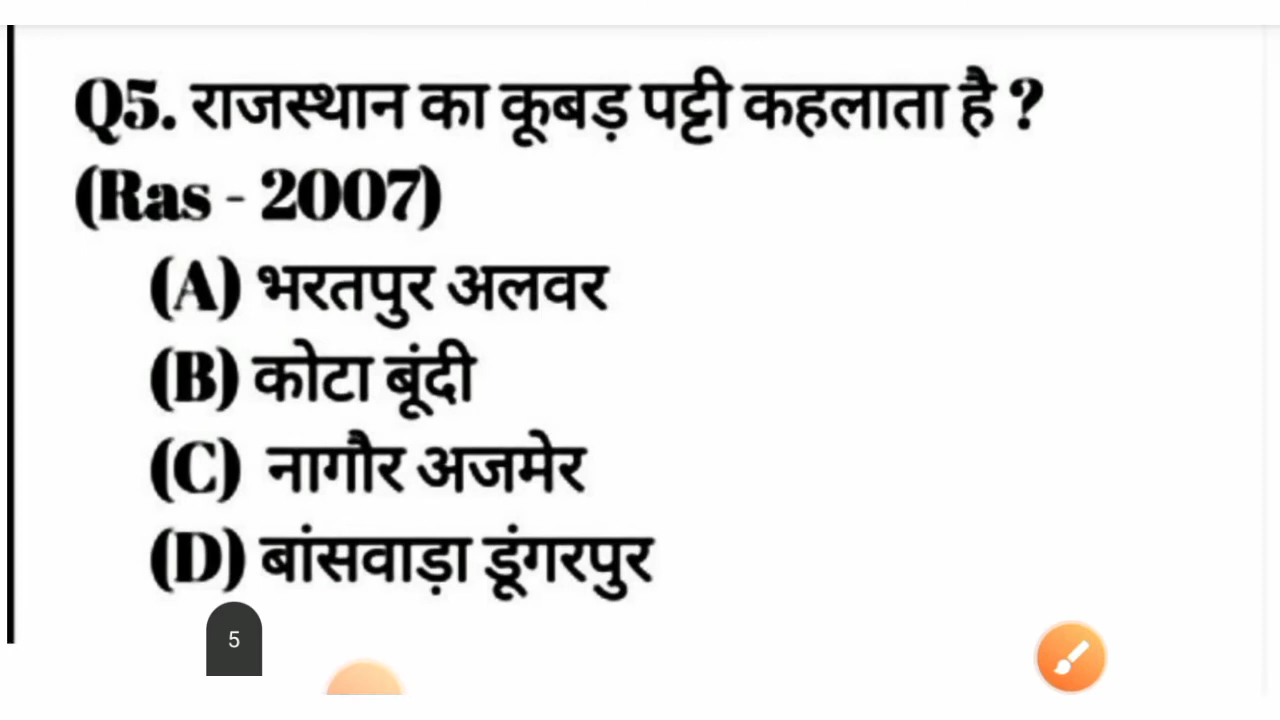 Q5. राजस्थान का कूबड़ पट्टी कहलाता है ?
(Ras - 2007)
(A) भरतपुर अलवर
(B) कोटा बूंदी
(C) नागौर अजमेर
(D) बांसवाड़ा डूंगरपुर
5